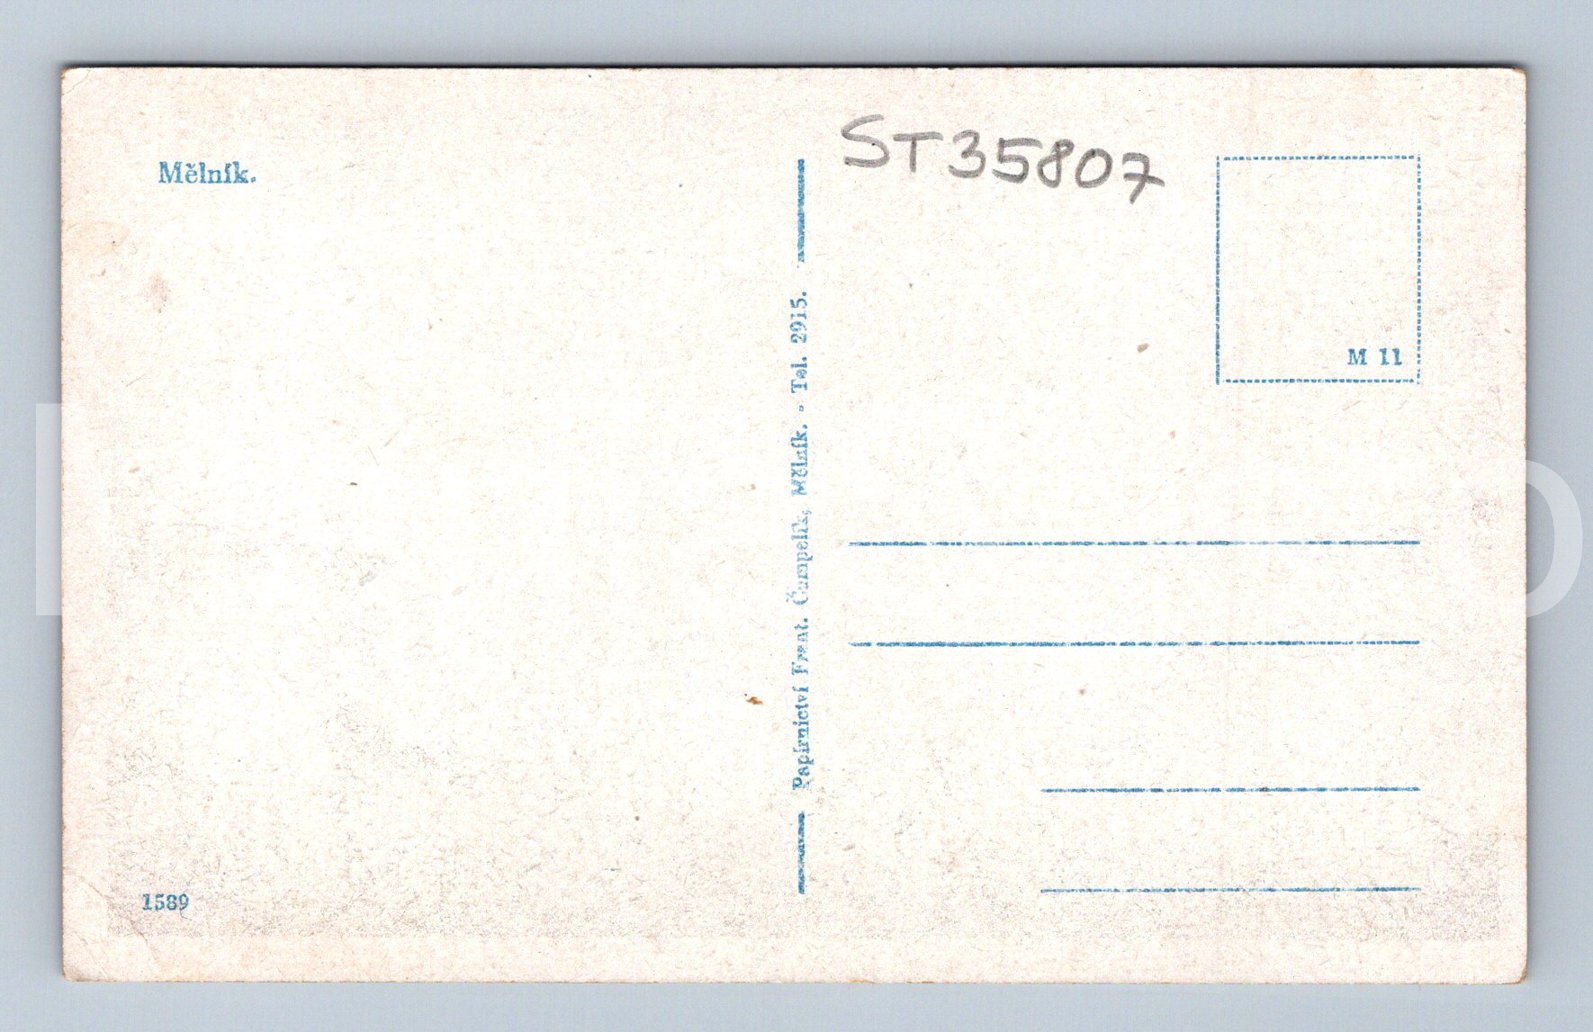 Mělník.
ST35807
M 11
Papírnictví Frant. Čumpelík, Mělník. - Tel. 2915.
1589